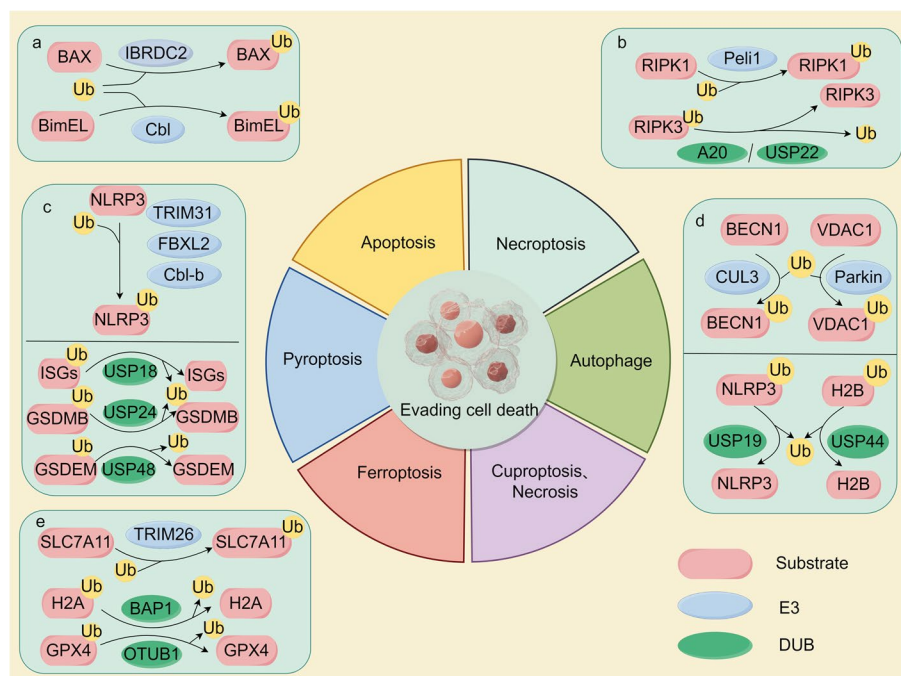 a
BAX
IBRDC2
BAX
Ub
Ub
BimEL
Cbl
BimEL
Ub
b
RIPK1
Peli1
RIPK1
Ub
Ub
RIPK3
RIPK3
Ub
Ub
A20 / USP22
c
NLRP3
Ub
TRIM31
FBXL2
Cbl-b
NLRP3
Ub
ISGs
Ub
USP18
ISGs
Ub
GSDMB
Ub
USP24
GSDMB
GSDEM
Ub
USP48
Ub
GSDEM
Apoptosis
Necroptosis
Pyroptosis
Autophage
Evading cell death
Ferroptosis
Cuproptosis、
Necrosis
d
BECN1
VDAC1
CUL3
Ub
Parkin
BECN1
Ub
VDAC1
Ub
NLRP3
Ub
H2B
Ub
USP19
Ub
USP44
NLRP3
H2B
e
SLC7A11
TRIM26
SLC7A11
Ub
Ub
H2A
Ub
BAP1
Ub
H2A
GPX4
Ub
OTUB1
Ub
GPX4
Substrate
E3
DUB